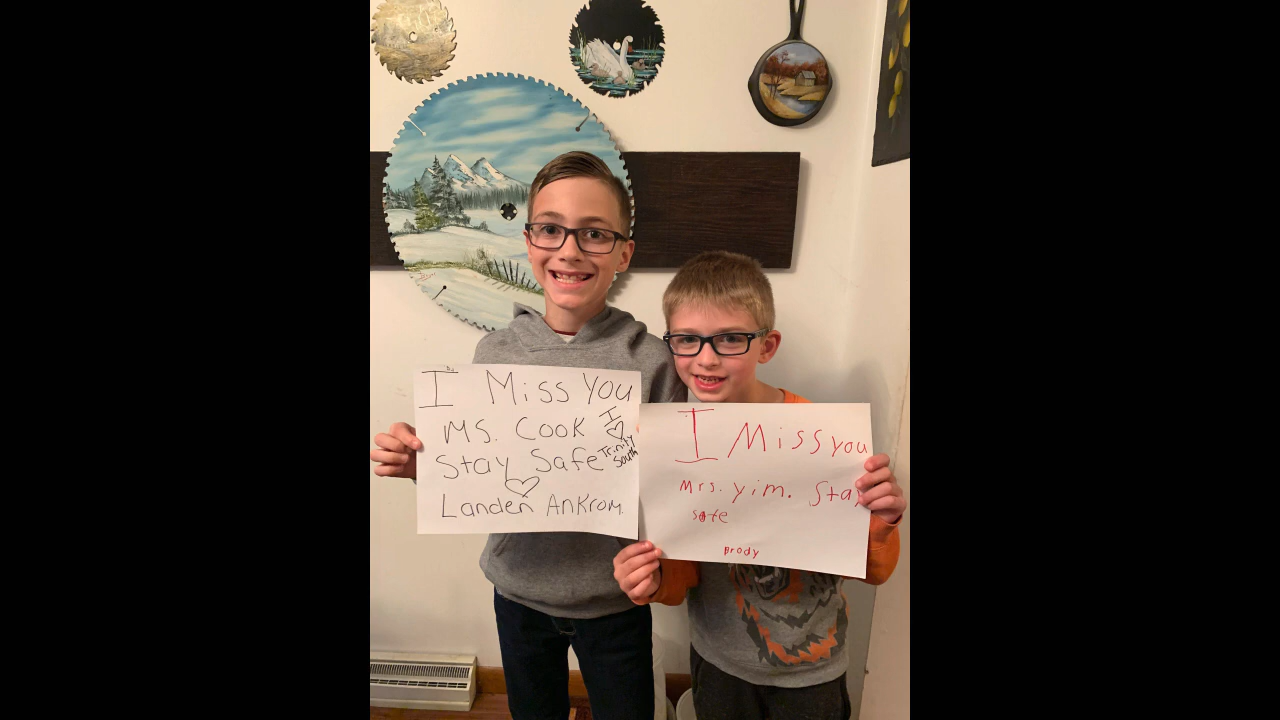 I Miss You
Ms. Cook
Stay Safe
Landen Ankrom.
I ♡
Trinity
South
I Miss you
Mrs. yim. Stay
safe
Brody